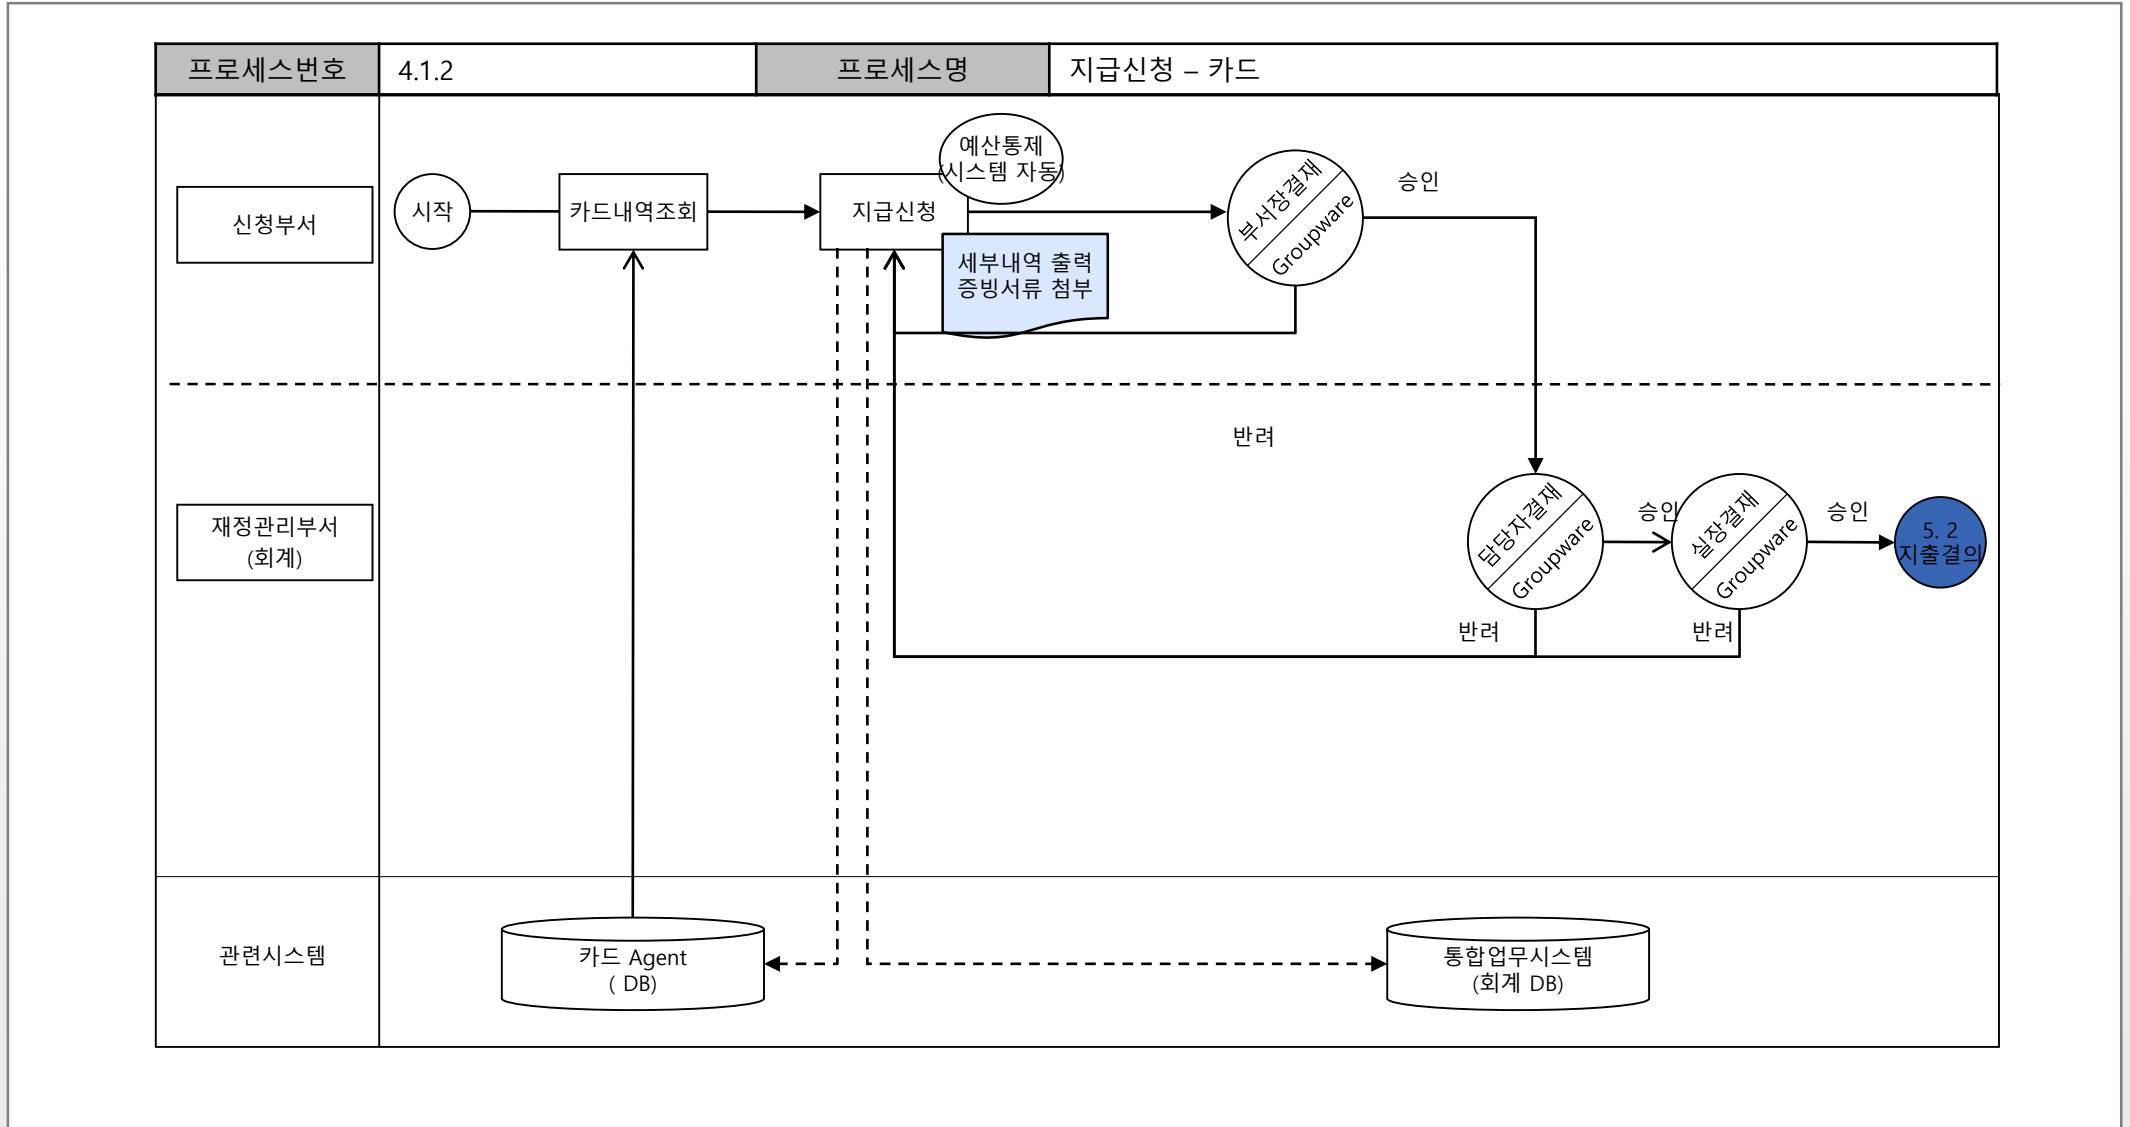 프로세스번호
4.1.2
프로세스명
지급신청 – 카드
신청부서
시작
카드내역조회
지급신청
예산통제
(시스템 자동)
세부내역 출력
증빙서류 첨부
부서장결재
Groupware
승인
반려
재정관리부서
(회계)
담당자결재
Groupware
승인
실장결재
Groupware
승인
5. 2
지출결의
반려
반려
관련시스템
카드 Agent
( DB)
통합업무시스템
(회계 DB)